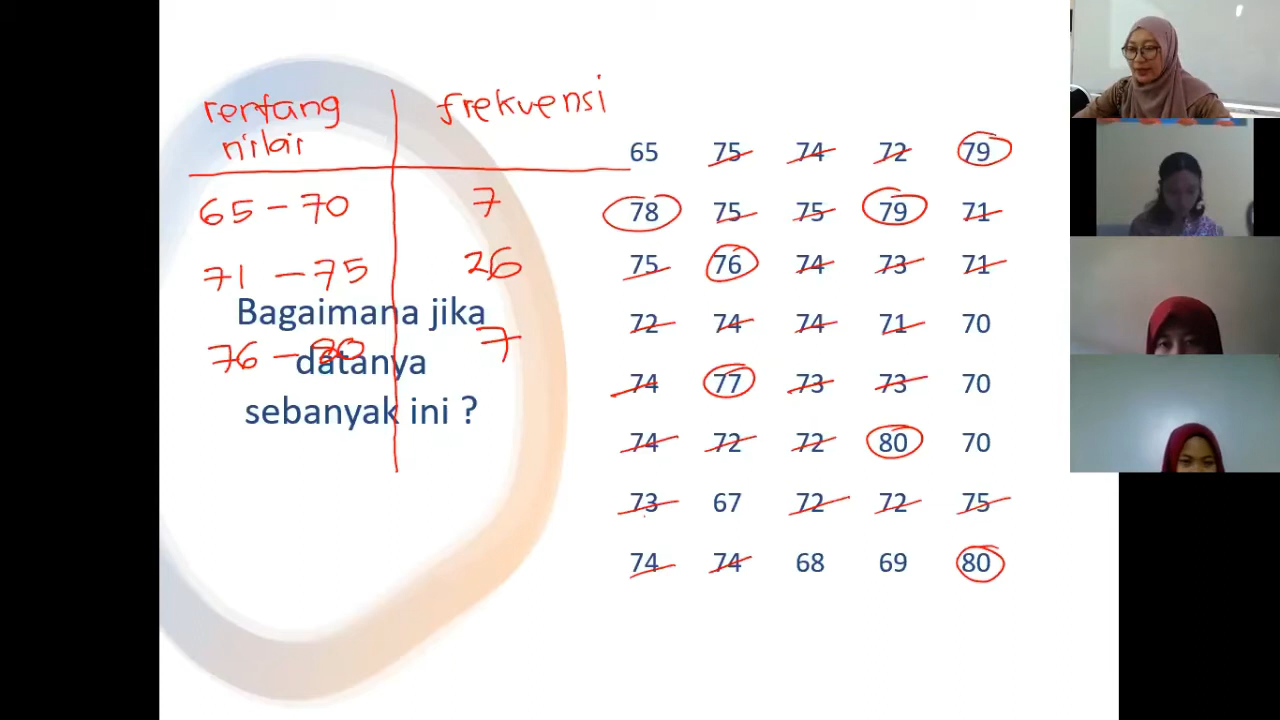 rentang frekuensi
nilai
65 - 70 7
71 - 75 26
76 - 80 7
Bagaimana jika
datanya
sebanyak ini ?
65 75 74 72 79
78 75 75 79 71
75 76 74 73 71
72 74 74 71 70
74 77 73 73 70
74 72 72 80 70
73 67 72 72 75
74 74 68 69 80